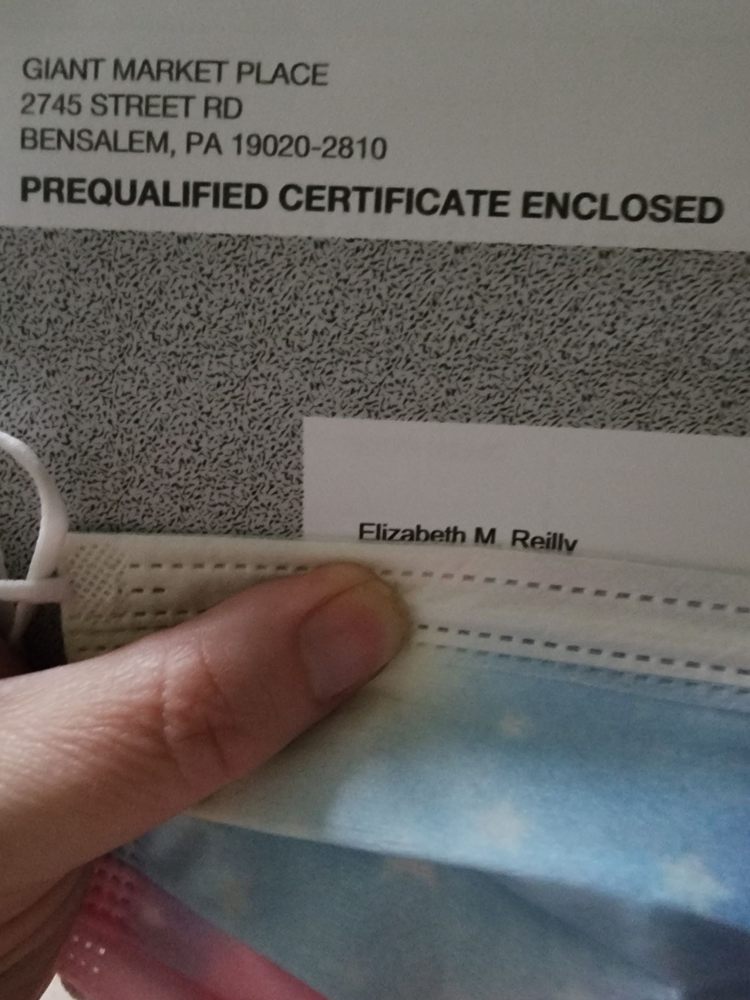 GIANT MARKET PLACE
2745 STREET RD
BENSALEM, PA 19020-2810
PREQUALIFIED CERTIFICATE ENCLOSED
Elizabeth M. Reilly